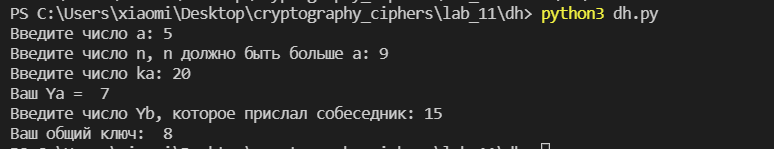 PS C:\Users\xiaomi\Desktop\cryptography_ciphers\lab_11\dh> python3 dh.py
Введите число a: 5
Введите число n, n должно быть больше a: 9
Введите число ka: 20
Ваш Ya =  7
Введите число Yb, которое прислал собеседник: 15
Ваш общий ключ:  8